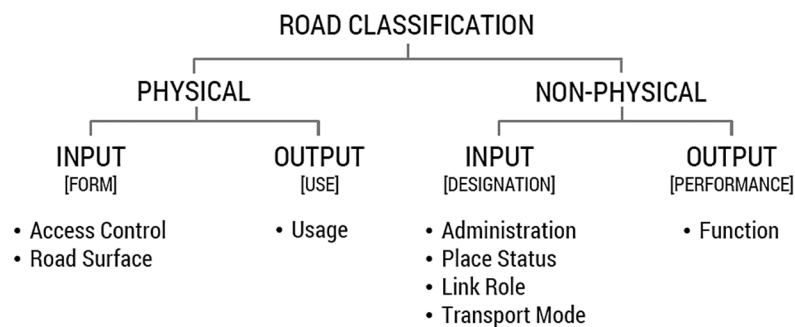 ROAD CLASSIFICATION
PHYSICAL
NON-PHYSICAL
INPUT
[FORM]
• Access Control
• Road Surface
OUTPUT
[USE]
• Usage
INPUT
[DESIGNATION]
• Administration
• Place Status
• Link Role
• Transport Mode
OUTPUT
[PERFORMANCE]
• Function